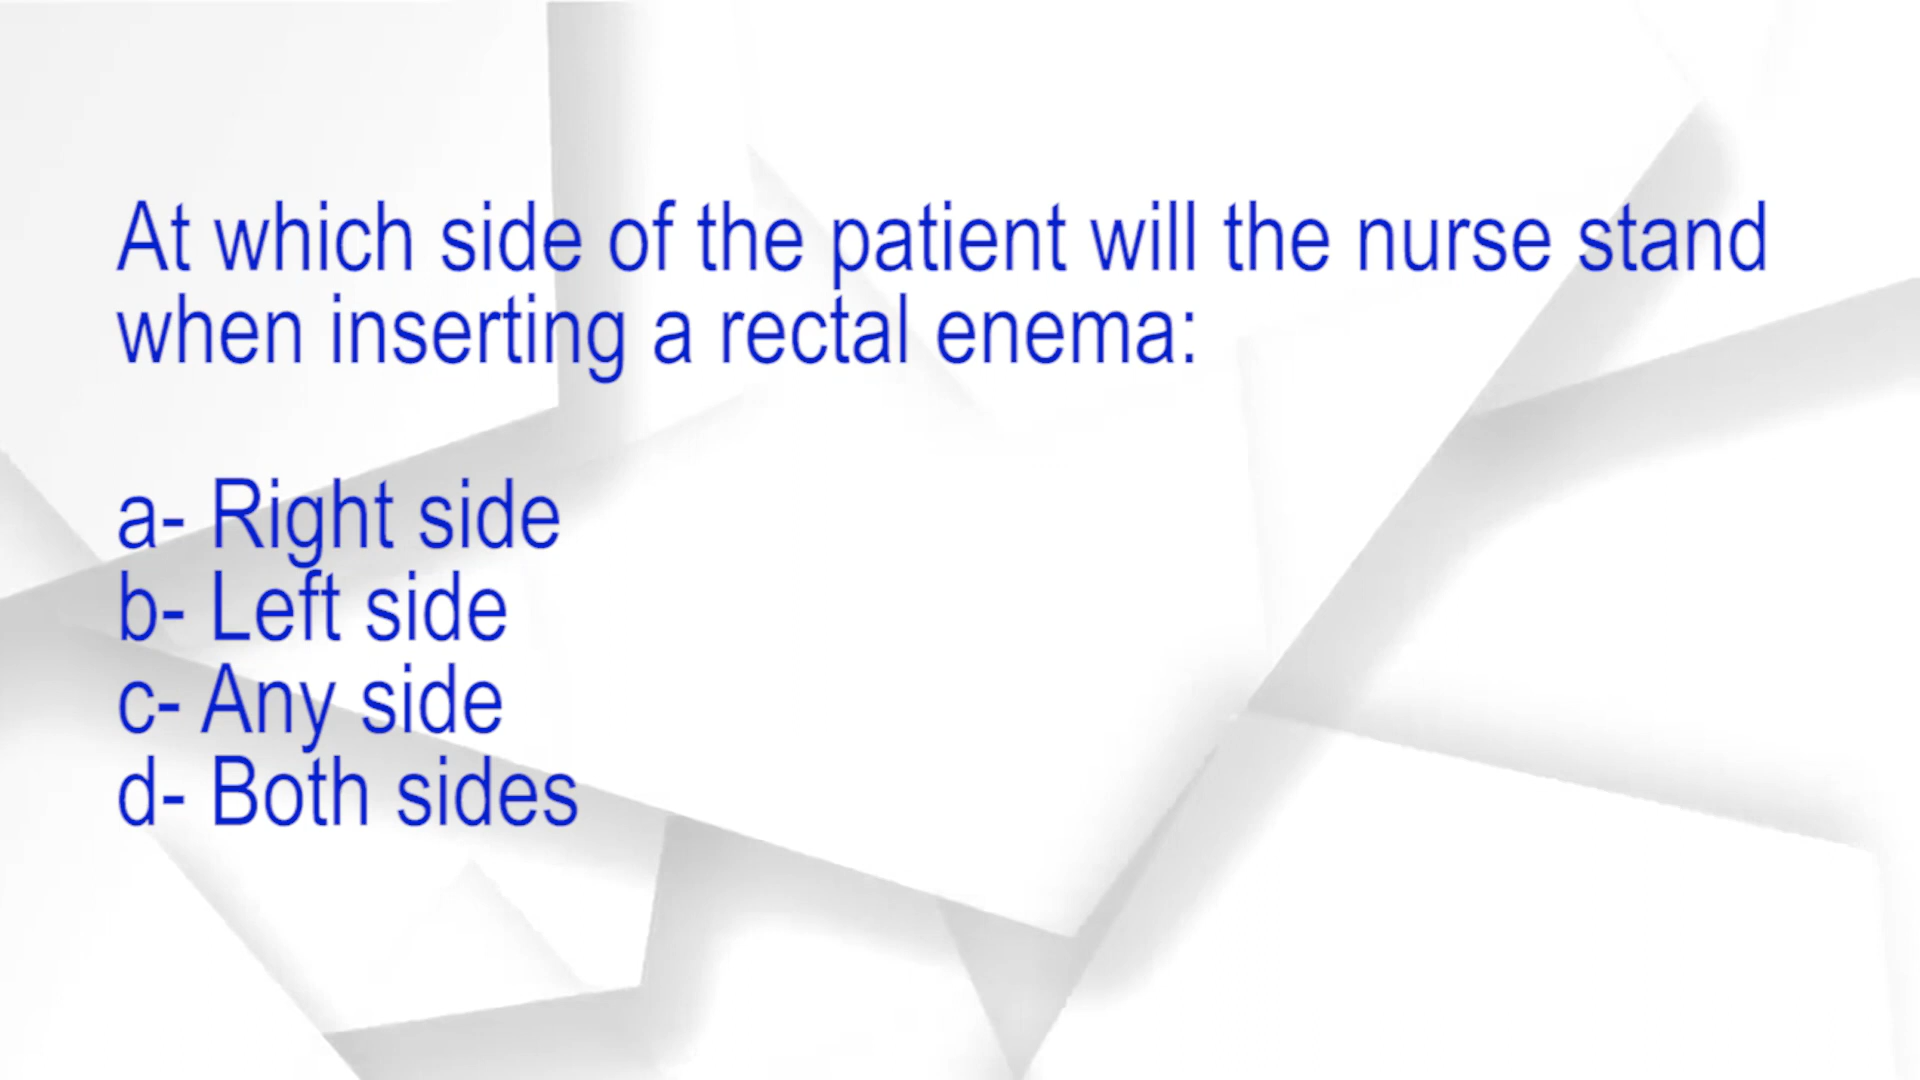 At which side of the patient will the nurse stand
when inserting a rectal enema:
a- Right side
b- Left side
c- Any side
d- Both sides